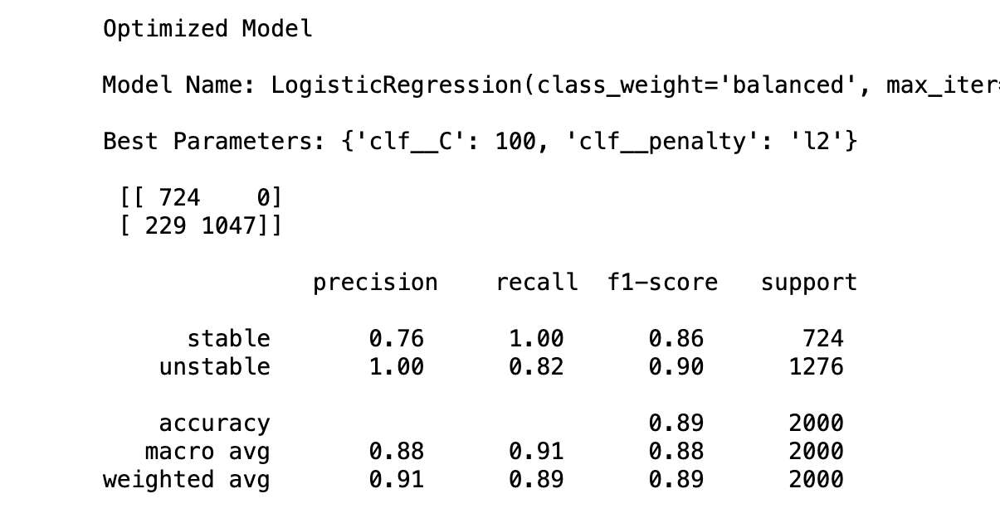 Optimized Model
Model Name: LogisticRegression(class_weight='balanced', max_iter=
Best Parameters: {'clf__C': 100, 'clf__penalty': 'l2'}
[[ 724    0]
[ 229 1047]]
precision    recall  f1-score   support
stable       0.76      1.00      0.86       724
unstable       1.00      0.82      0.90      1276
accuracy                           0.89      2000
macro avg       0.88      0.91      0.88      2000
weighted avg       0.91      0.89      0.89      2000